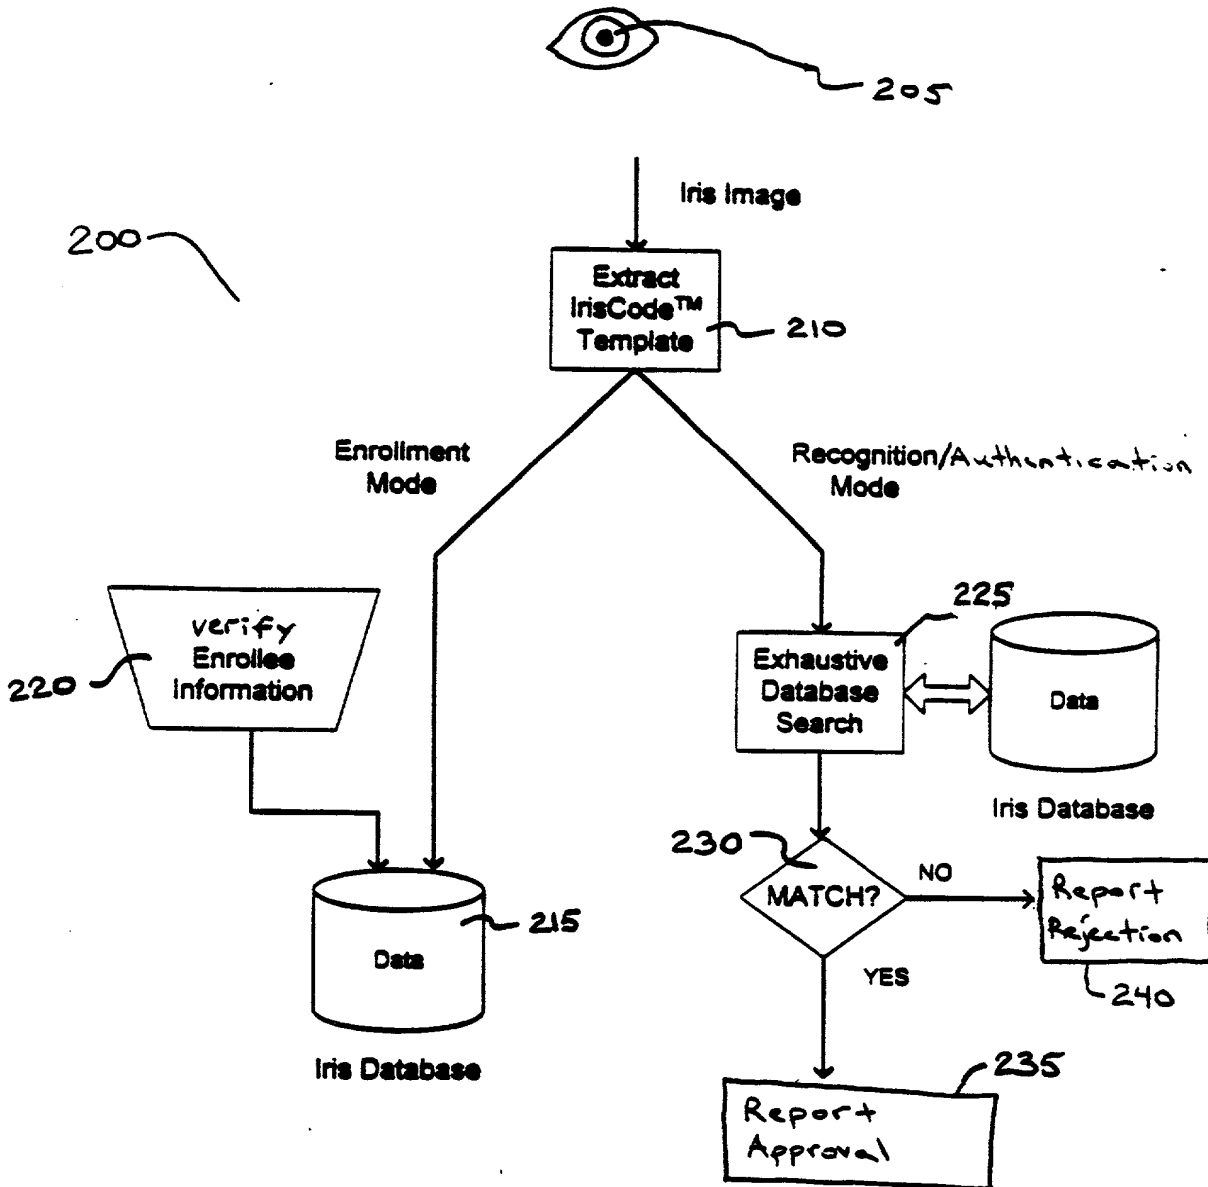 205
Iris Image
200
Extract
IrisCode™
Template
210
Enrollment
Mode
Recognition/Authentication
Mode
verify
Enrollee
Information
220
225
Exhaustive
Database
Search
Data
Iris Database
230
MATCH?
NO
Report
Rejection
240
YES
Data
215
Iris Database
235
Report
Approval